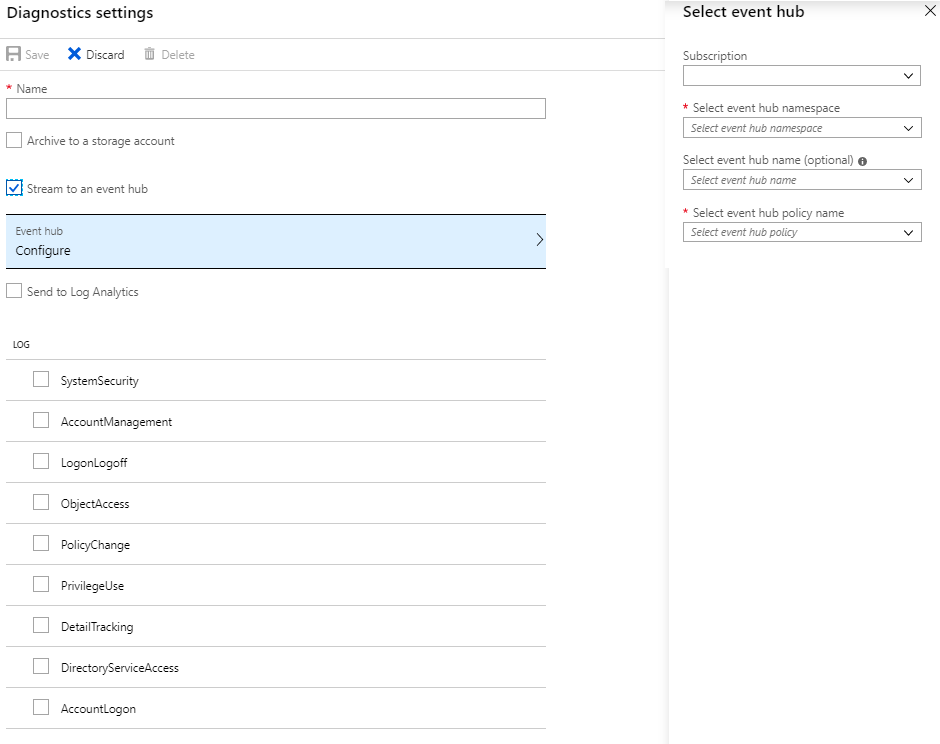 Diagnostics settings
Save Discard Delete
* Name
Archive to a storage account
Stream to an event hub
Event hub
Configure
Send to Log Analytics
LOG
SystemSecurity
AccountManagement
LogonLogoff
ObjectAccess
PolicyChange
PrivilegeUse
DetailTracking
DirectoryServiceAccess
AccountLogon
Select event hub
Subscription
* Select event hub namespace
Select event hub namespace
Select event hub name (optional)
Select event hub name
* Select event hub policy name
Select event hub policy